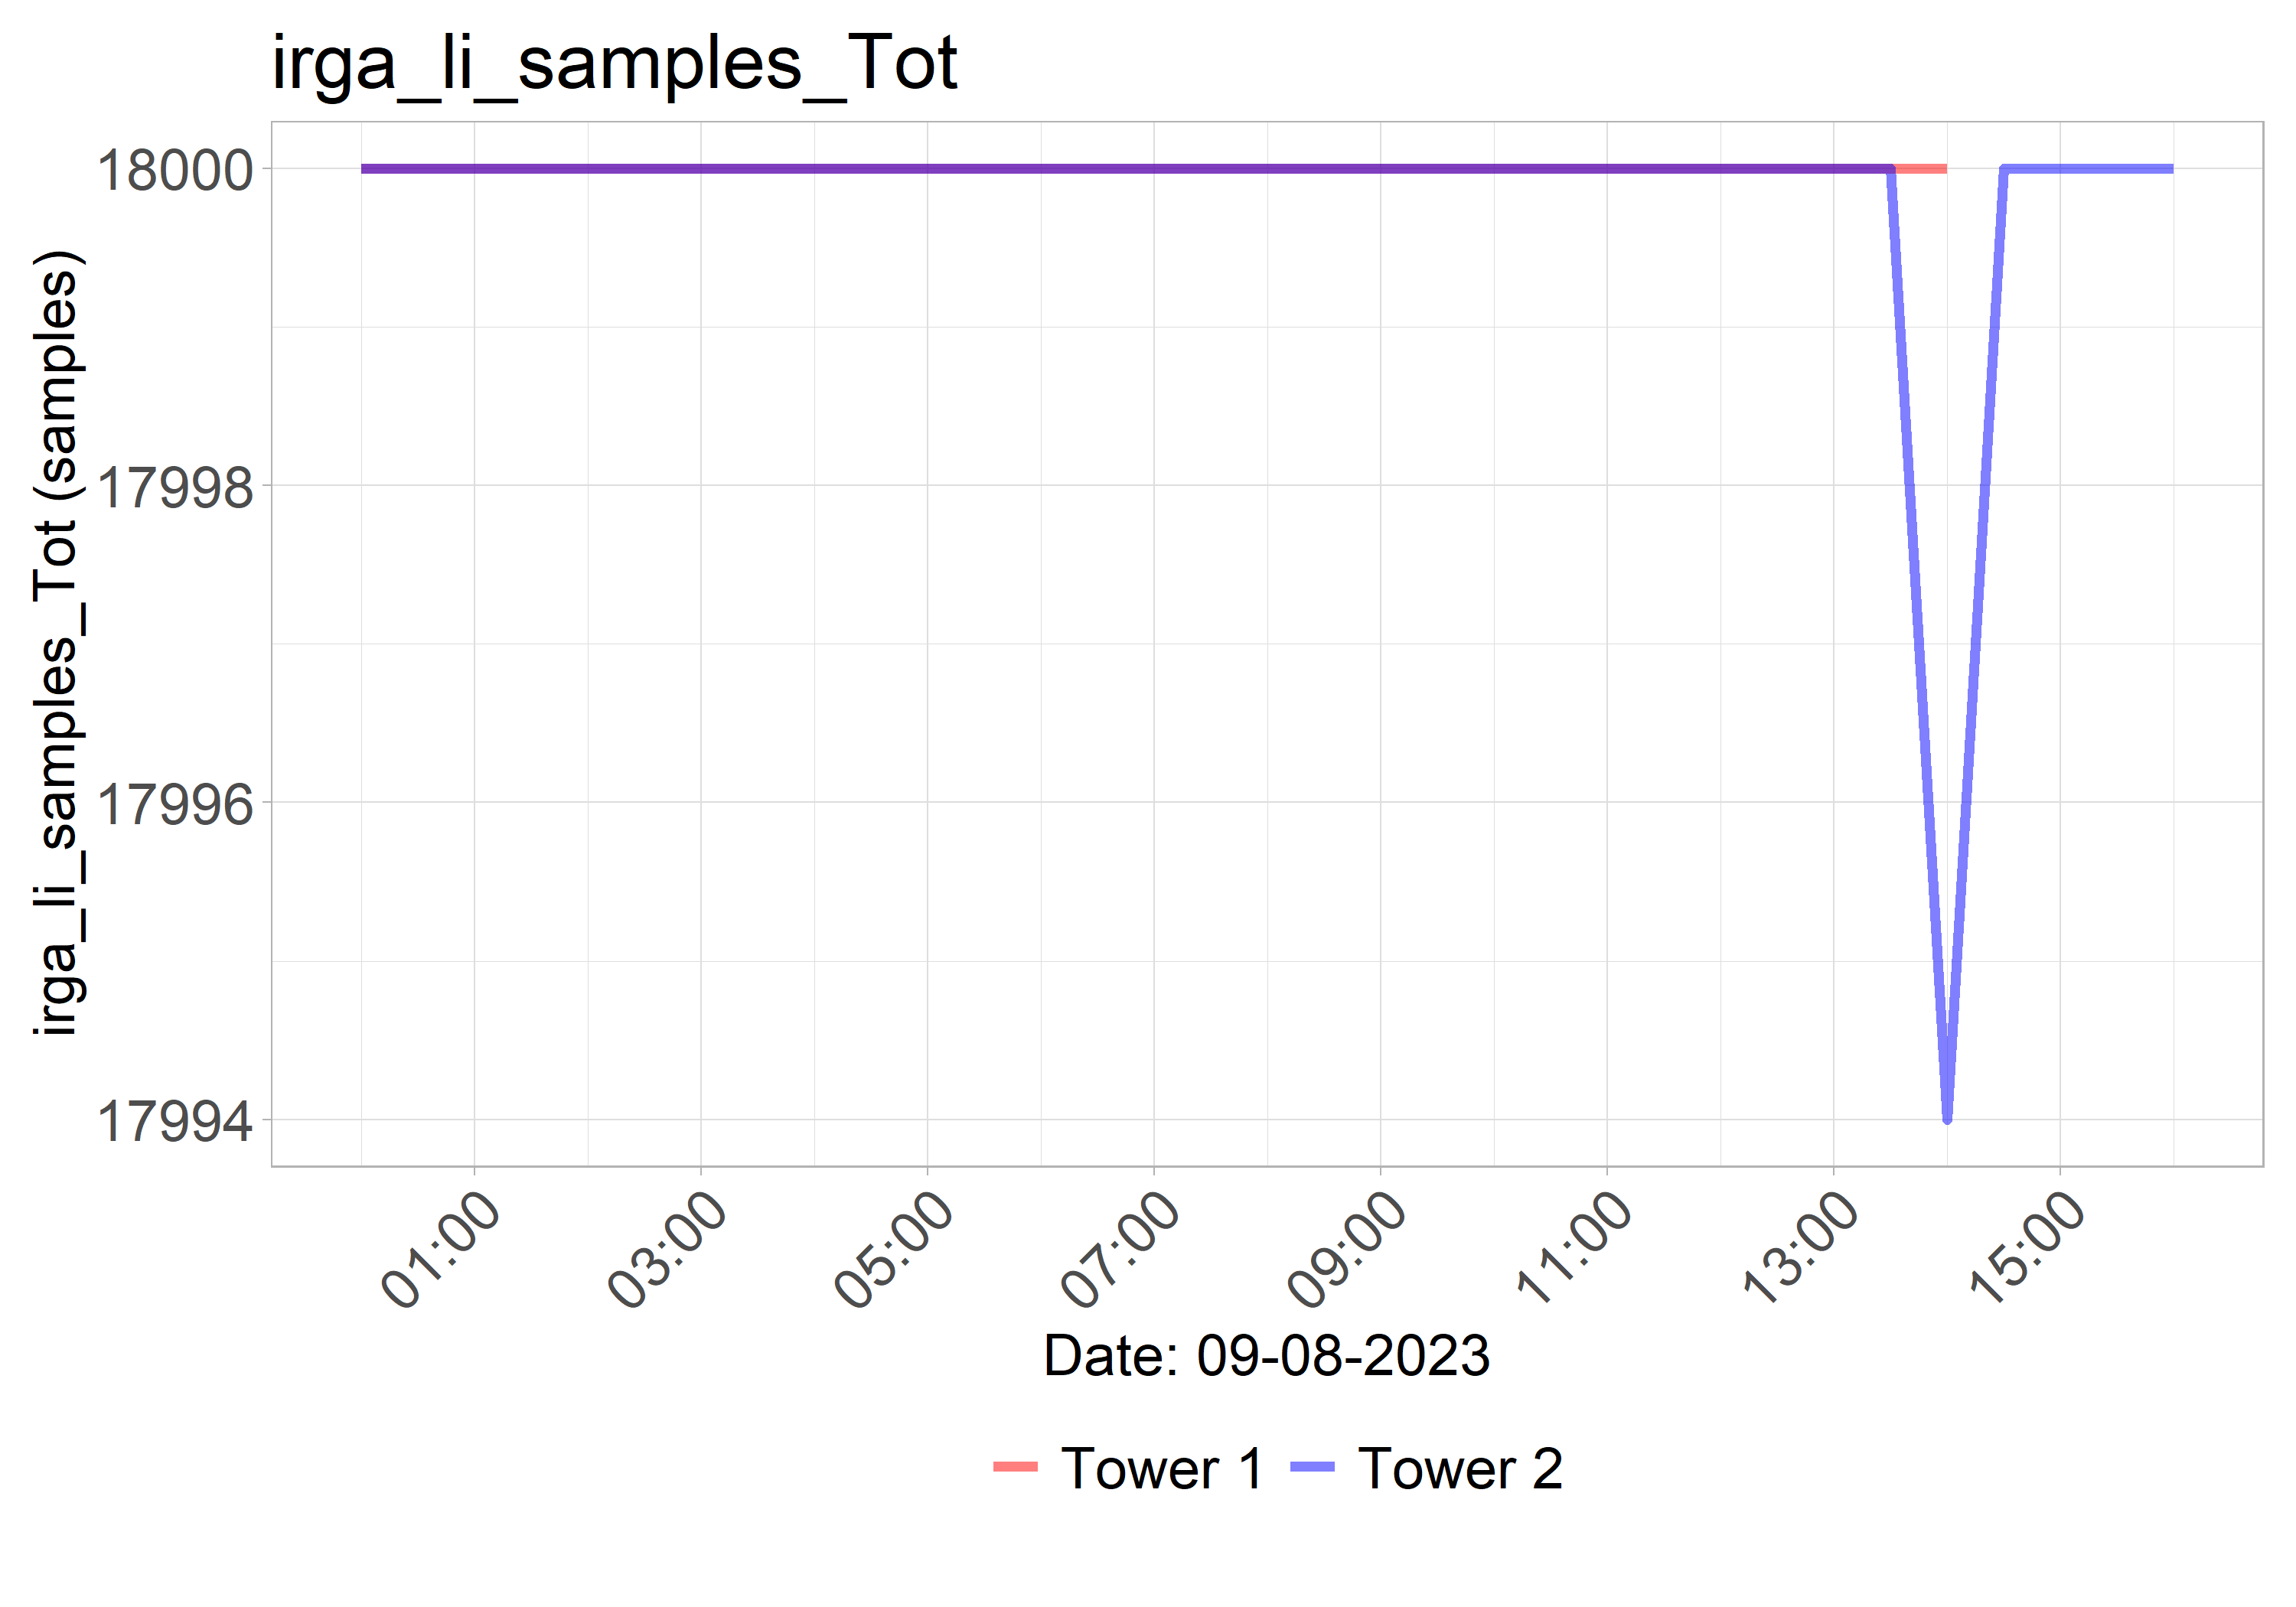 irga_li_samples_Tot
irga_li_samples_Tot (samples)
18000
17998
17996
17994
01:00
03:00
05:00
07:00
09:00
11:00
13:00
15:00
Date: 09-08-2023
Tower 1
Tower 2